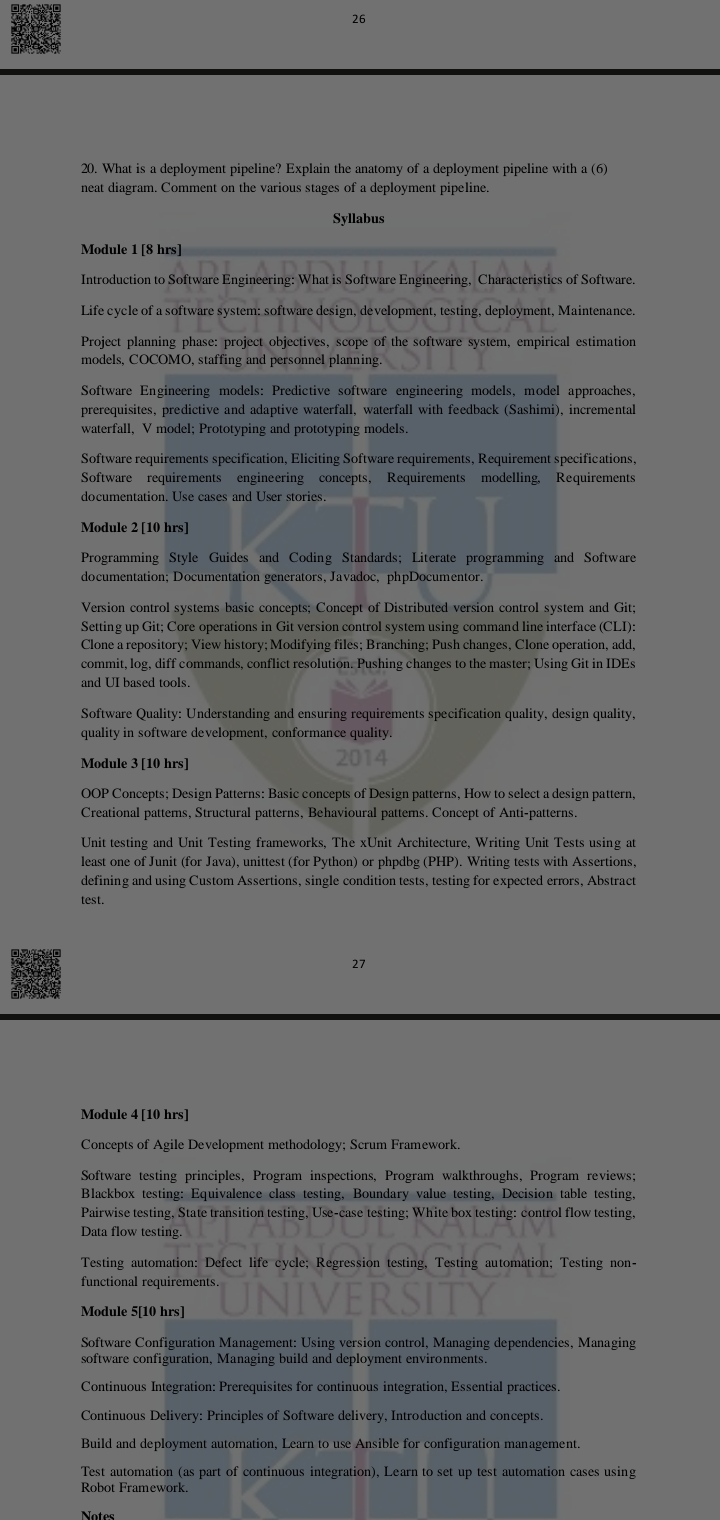 26
20. What is a deployment pipeline? Explain the anatomy of a deployment pipeline with a (6)
neat diagram. Comment on the various stages of a deployment pipeline.
Syllabus
Module 1 [8 hrs]
Introduction to Software Engineering: What is Software Engineering, Characteristics of Software.
Life cycle of a software system: software design, development, testing, deployment, Maintenance.
Project planning phase: project objectives, scope of the software system, empirical estimation
models, COCOMO, staffing and personnel planning.
Software Engineering models: Predictive software engineering models, model approaches,
prerequisites, predictive and adaptive waterfall, waterfall with feedback (Sashimi), incremental
waterfall, V model; Prototyping and prototyping models.
Software requirements specification, Eliciting Software requirements, Requirement specifications,
Software requirements engineering concepts, Requirements modelling, Requirements
documentation. Use cases and User stories.
Module 2 [10 hrs]
Programming Style Guides and Coding Standards; Literate programming and Software
documentation; Documentation generators, Javadoc, phpDocumentor.
Version control systems basic concepts; Concept of Distributed version control system and Git;
Setting up Git; Core operations in Git version control system using command line interface (CLI):
Clone a repository; View history; Modifying files; Branching; Push changes, Clone operation, add,
commit, log, diff commands, conflict resolution. Pushing changes to the master; Using Git in IDEs
and UI based tools.
Software Quality: Understanding and ensuring requirements specification quality, design quality,
quality in software development, conformance quality.
Module 3 [10 hrs]
OOP Concepts; Design Patterns: Basic concepts of Design patterns, How to select a design pattern,
Creational patterns, Structural patterns, Behavioural patterns. Concept of Anti-patterns.
Unit testing and Unit Testing frameworks, The xUnit Architecture, Writing Unit Tests using at
least one of Junit (for Java), unittest (for Python) or phpdbg (PHP). Writing tests with Assertions,
defining and using Custom Assertions, single condition tests, testing for expected errors, Abstract
test.
API ABDUL KALAM
TECHNOLOGICAL
UNIVERSITY
KTU
Estd.
2014
27
Module 4 [10 hrs]
Concepts of Agile Development methodology; Scrum Framework.
Software testing principles, Program inspections, Program walkthroughs, Program reviews;
Blackbox testing: Equivalence class testing, Boundary value testing, Decision table testing,
Pairwise testing, State transition testing, Use-case testing; White box testing: control flow testing,
Data flow testing.
Testing automation: Defect life cycle; Regression testing, Testing automation; Testing non-
functional requirements.
Module 5[10 hrs]
Software Configuration Management: Using version control, Managing dependencies, Managing
software configuration, Managing build and deployment environments.
Continuous Integration: Prerequisites for continuous integration, Essential practices.
Continuous Delivery: Principles of Software delivery, Introduction and concepts.
Build and deployment automation, Learn to use Ansible for configuration management.
Test automation (as part of continuous integration), Learn to set up test automation cases using
Robot Framework.
Notes
API ABDUL KALAM
TECHNOLOGICAL
UNIVERSITY
KTU